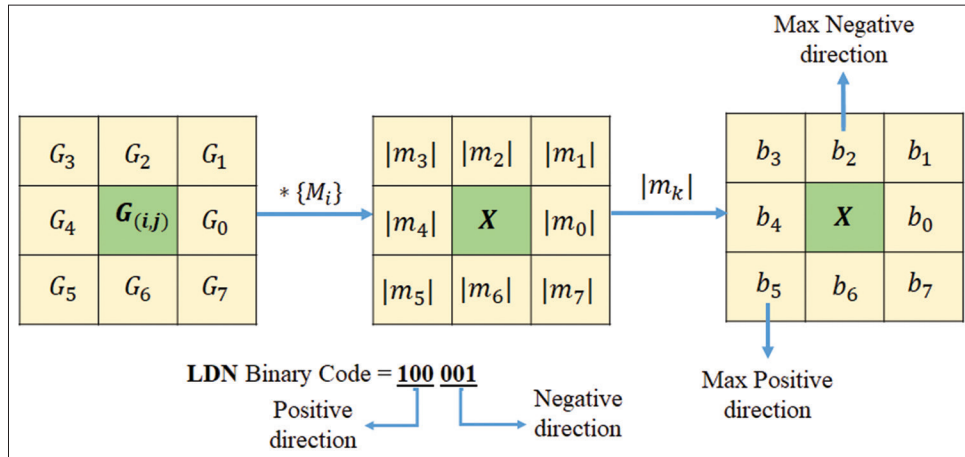 Max Negative
direction
G₃ G₂ G₁
G₄ G₍ᵢ,ⱼ₎ G₀
G₅ G₆ G₇
* {Mᵢ}
|m₃| |m₂| |m₁|
|m₄| X |m₀|
|m₅| |m₆| |m₇|
|mₖ|
b₃ b₂ b₁
b₄ X b₀
b₅ b₆ b₇
Max Positive
direction
LDN Binary Code = 100 001
Positive
direction
Negative
direction